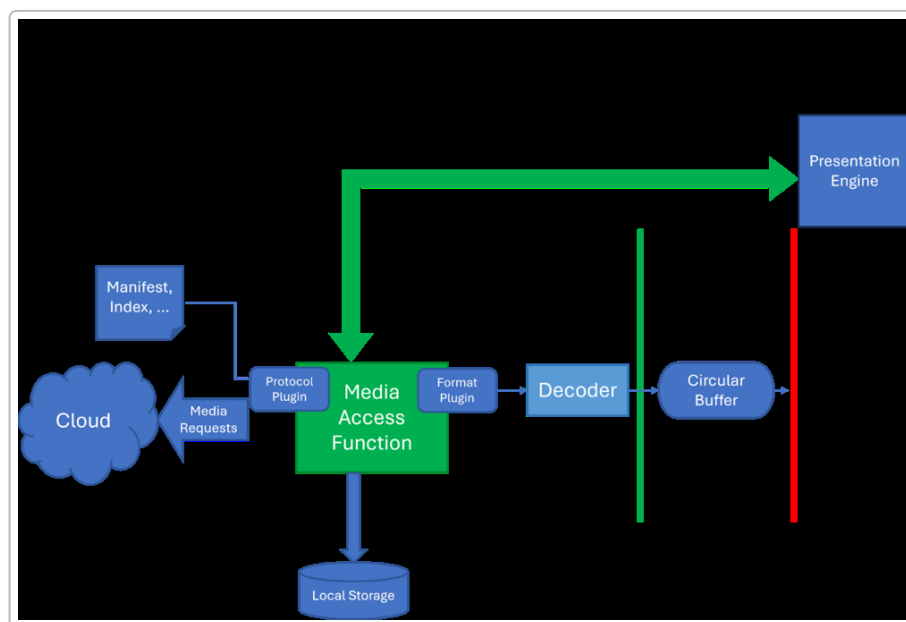 Presentation
Engine
Manifest,
Index, ...
Cloud
Media
Requests
Protocol
Plugin
Media
Access
Function
Format
Plugin
Decoder
Circular
Buffer
Local Storage